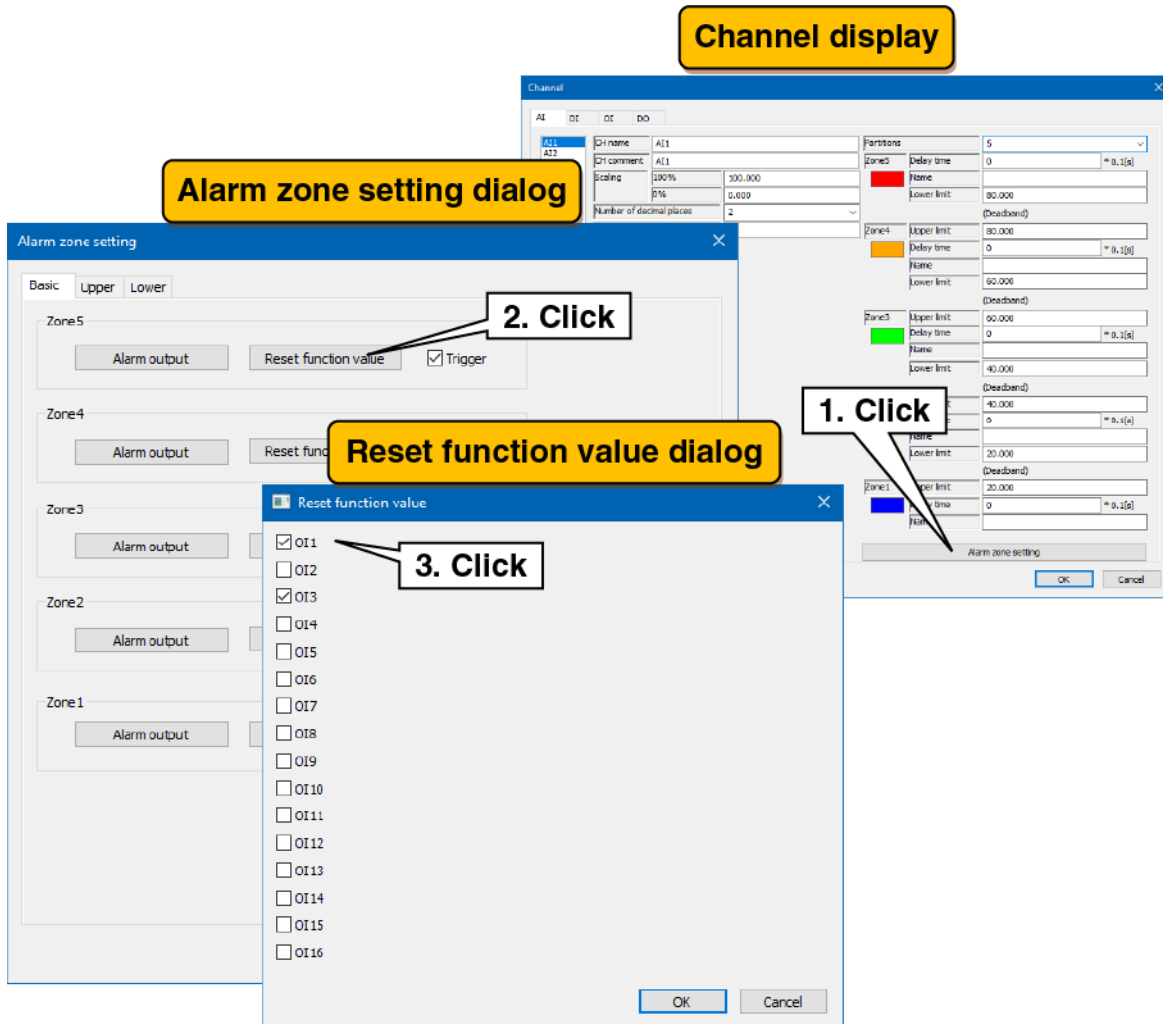 Channel display
Channel
AI DI OI DO
AI1
AI2
CH name AI1
CH comment AI1
Scaling 100% 100.000
0% 0.000
Number of decimal places 2
Partitions 5
Zone5 Delay time 0 * 0.1[s]
Name
Lower limit 80.000
(Deadband)
Zone4 Upper limit 80.000
Delay time 0 * 0.1[s]
Name
Lower limit 60.000
(Deadband)
Zone3 Upper limit 60.000
Delay time 0 * 0.1[s]
Name
Lower limit 40.000
(Deadband)
40.000
0 * 0.1[s]
Name
Lower limit 20.000
(Deadband)
Zone1 Upper limit 20.000
time 0 * 0.1[s]
Name
Alarm zone setting
OK Cancel
1. Click
Alarm zone setting dialog
Alarm zone setting
Basic Upper Lower
Zone5
Alarm output Reset function value Trigger
2. Click
Zone4
Alarm output Reset func
Zone3
Alarm output
Zone2
Alarm output
Zone1
Alarm output
Reset function value dialog
Reset function value
OI1
OI2
OI3
OI4
OI5
OI6
OI7
OI8
OI9
OI10
OI11
OI12
OI13
OI14
OI15
OI16
3. Click
OK Cancel